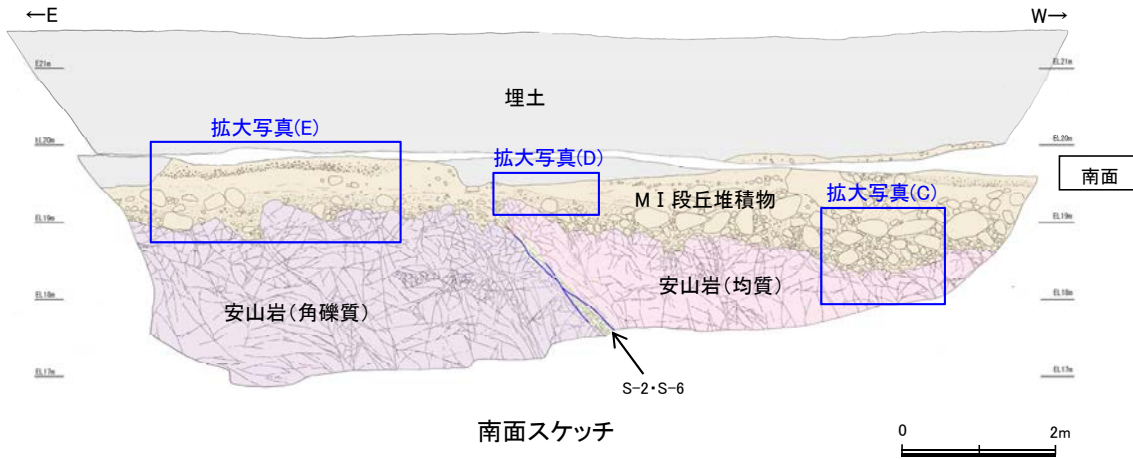 ←E
W→
EL21m
EL21m
埋土
拡大写真(E)
EL20m
EL20m
拡大写真(D)
南面
拡大写真(C)
MⅠ段丘堆積物
EL19m
EL19m
安山岩(均質)
安山岩(角礫質)
EL18m
EL18m
EL17m
EL17m
S-2・S-6
南面スケッチ
0
2m